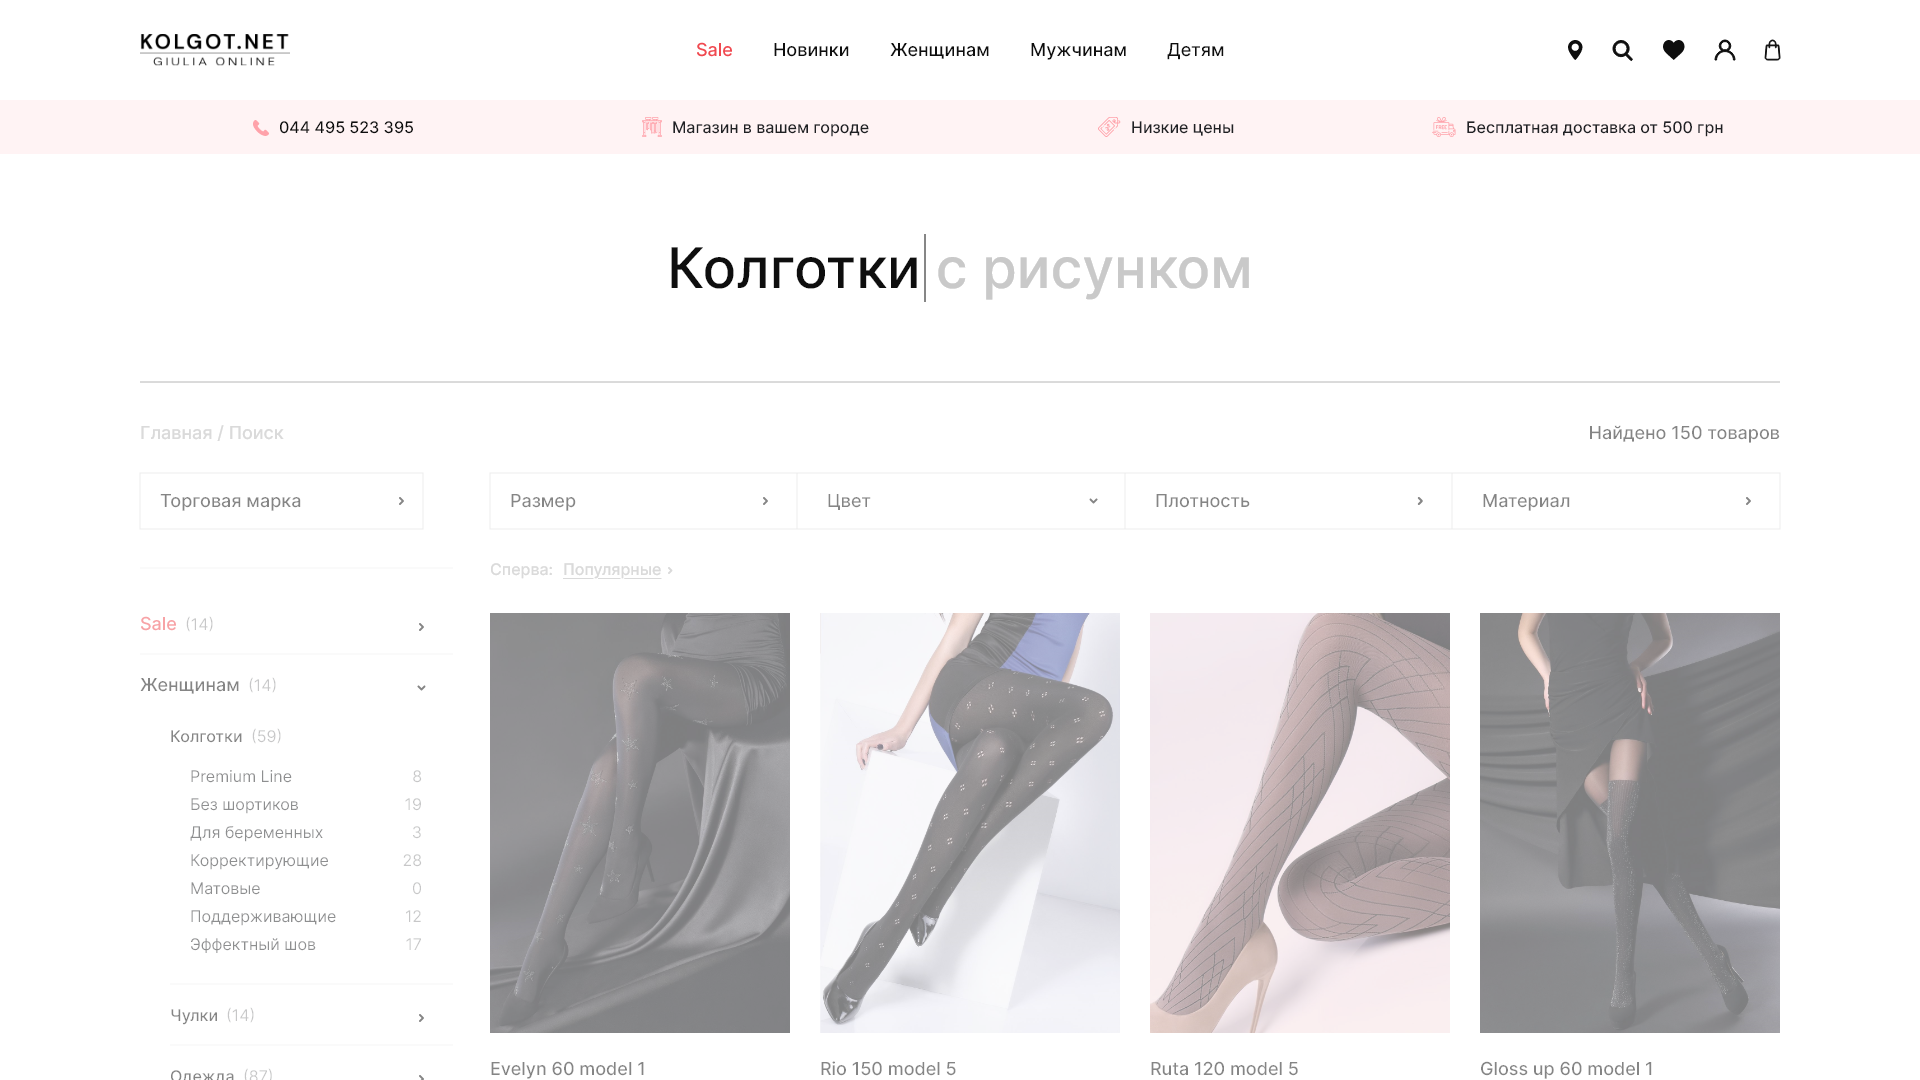 KOLGOT.NET
GIULIA ONLINE
Sale
Новинки
Женщинам
Мужчинам
Детям
044 495 523 395
Магазин в вашем городе
Низкие цены
Бесплатная доставка от 500 грн
Колготки с рисунком
Главная / Поиск
Найдено 150 товаров
Торговая марка
Размер
Цвет
Плотность
Материал
Сперва: Популярные
Sale (14)
Женщинам (14)
Колготки (59)
Premium Line 8
Без шортиков 19
Для беременных 3
Корректирующие 28
Матовые 0
Поддерживающие 12
Эффектный шов 17
Чулки (14)
Одежда (87)
Evelyn 60 model 1
Rio 150 model 5
Ruta 120 model 5
Gloss up 60 model 1